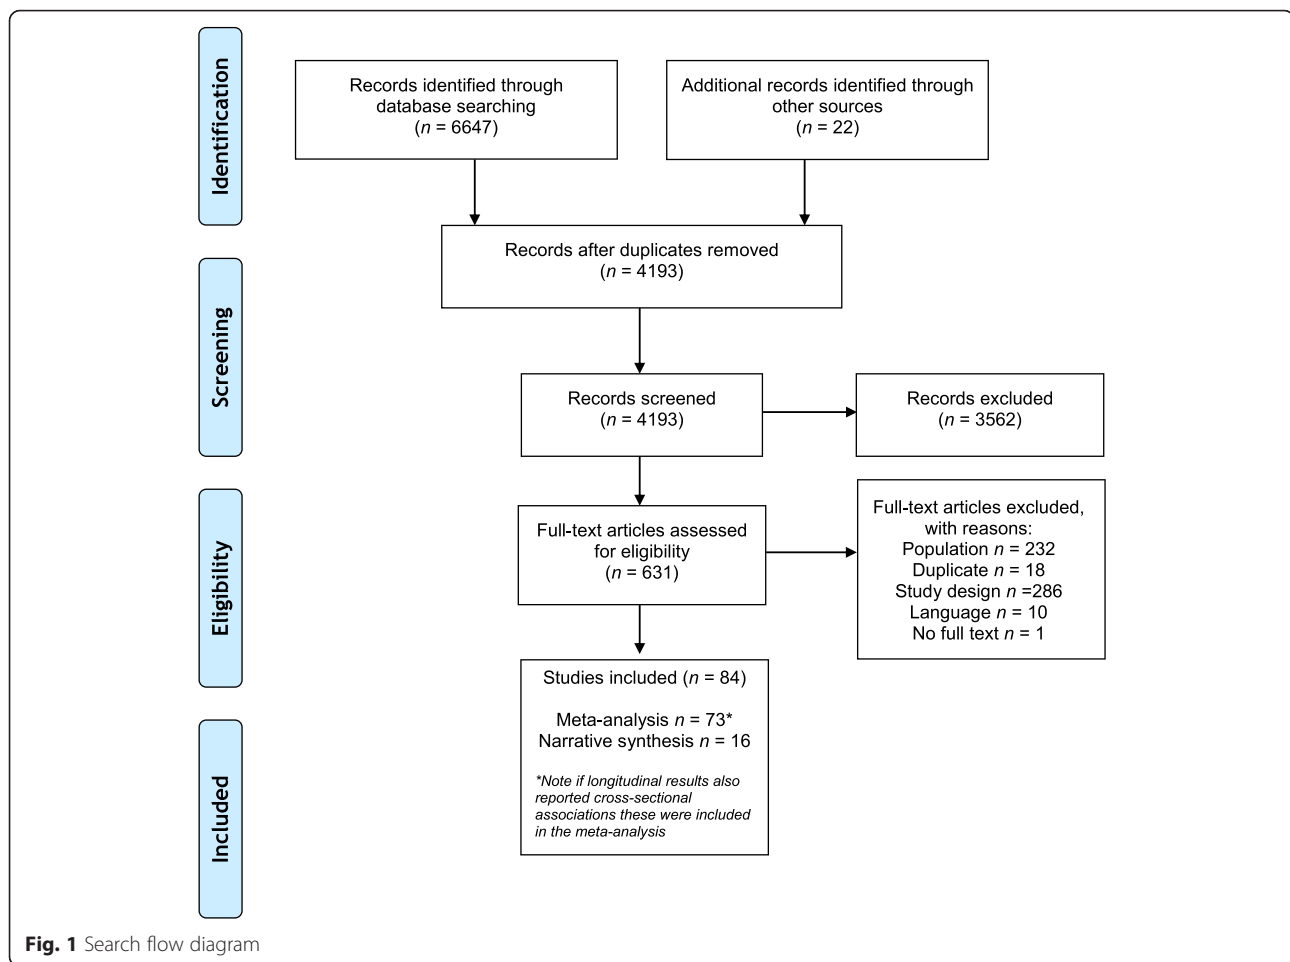 Identification
Records identified through
database searching
(n = 6647)
Additional records identified through
other sources
(n = 22)
Records after duplicates removed
(n = 4193)
Screening
Records screened
(n = 4193)
Records excluded
(n = 3562)
Eligibility
Full-text articles assessed
for eligibility
(n = 631)
Full-text articles excluded,
with reasons:
Population n = 232
Duplicate n = 18
Study design n =286
Language n = 10
No full text n = 1
Included
Studies included (n = 84)
Meta-analysis n = 73*
Narrative synthesis n = 16
*Note if longitudinal results also
reported cross-sectional
associations these were included
in the meta-analysis
Fig. 1 Search flow diagram